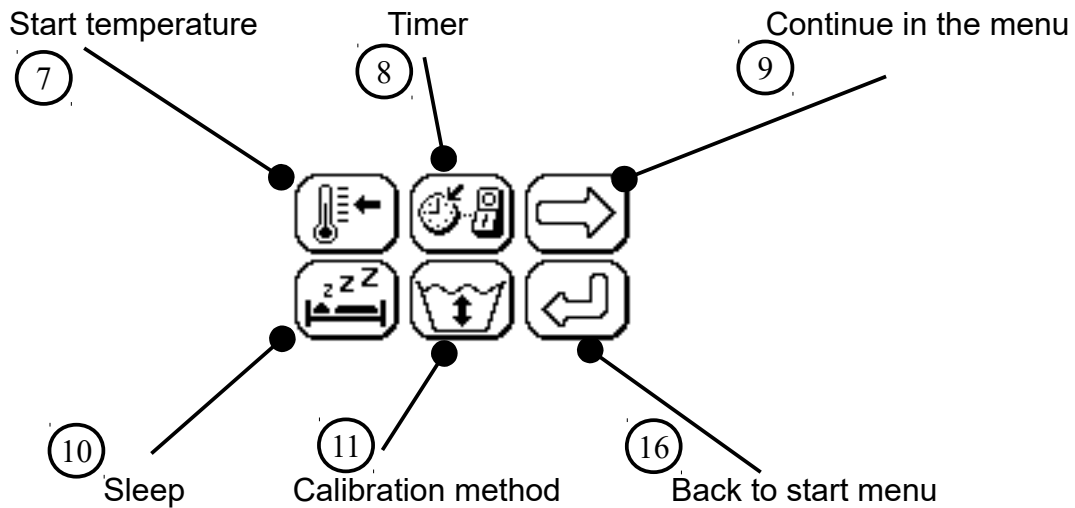 Start temperature Timer Continue in the menu
7 8 9
z z Z
10 11 16
Sleep Calibration method Back to start menu